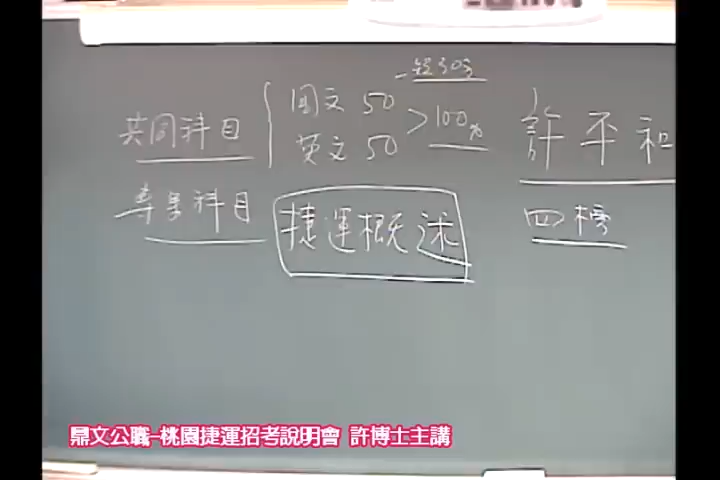 共同科目
國文 50
英文 50
> 100%
許平和
專業科目
捷運概述
四榜
鼎文公職-桃園捷運招考說明會 許博士主講